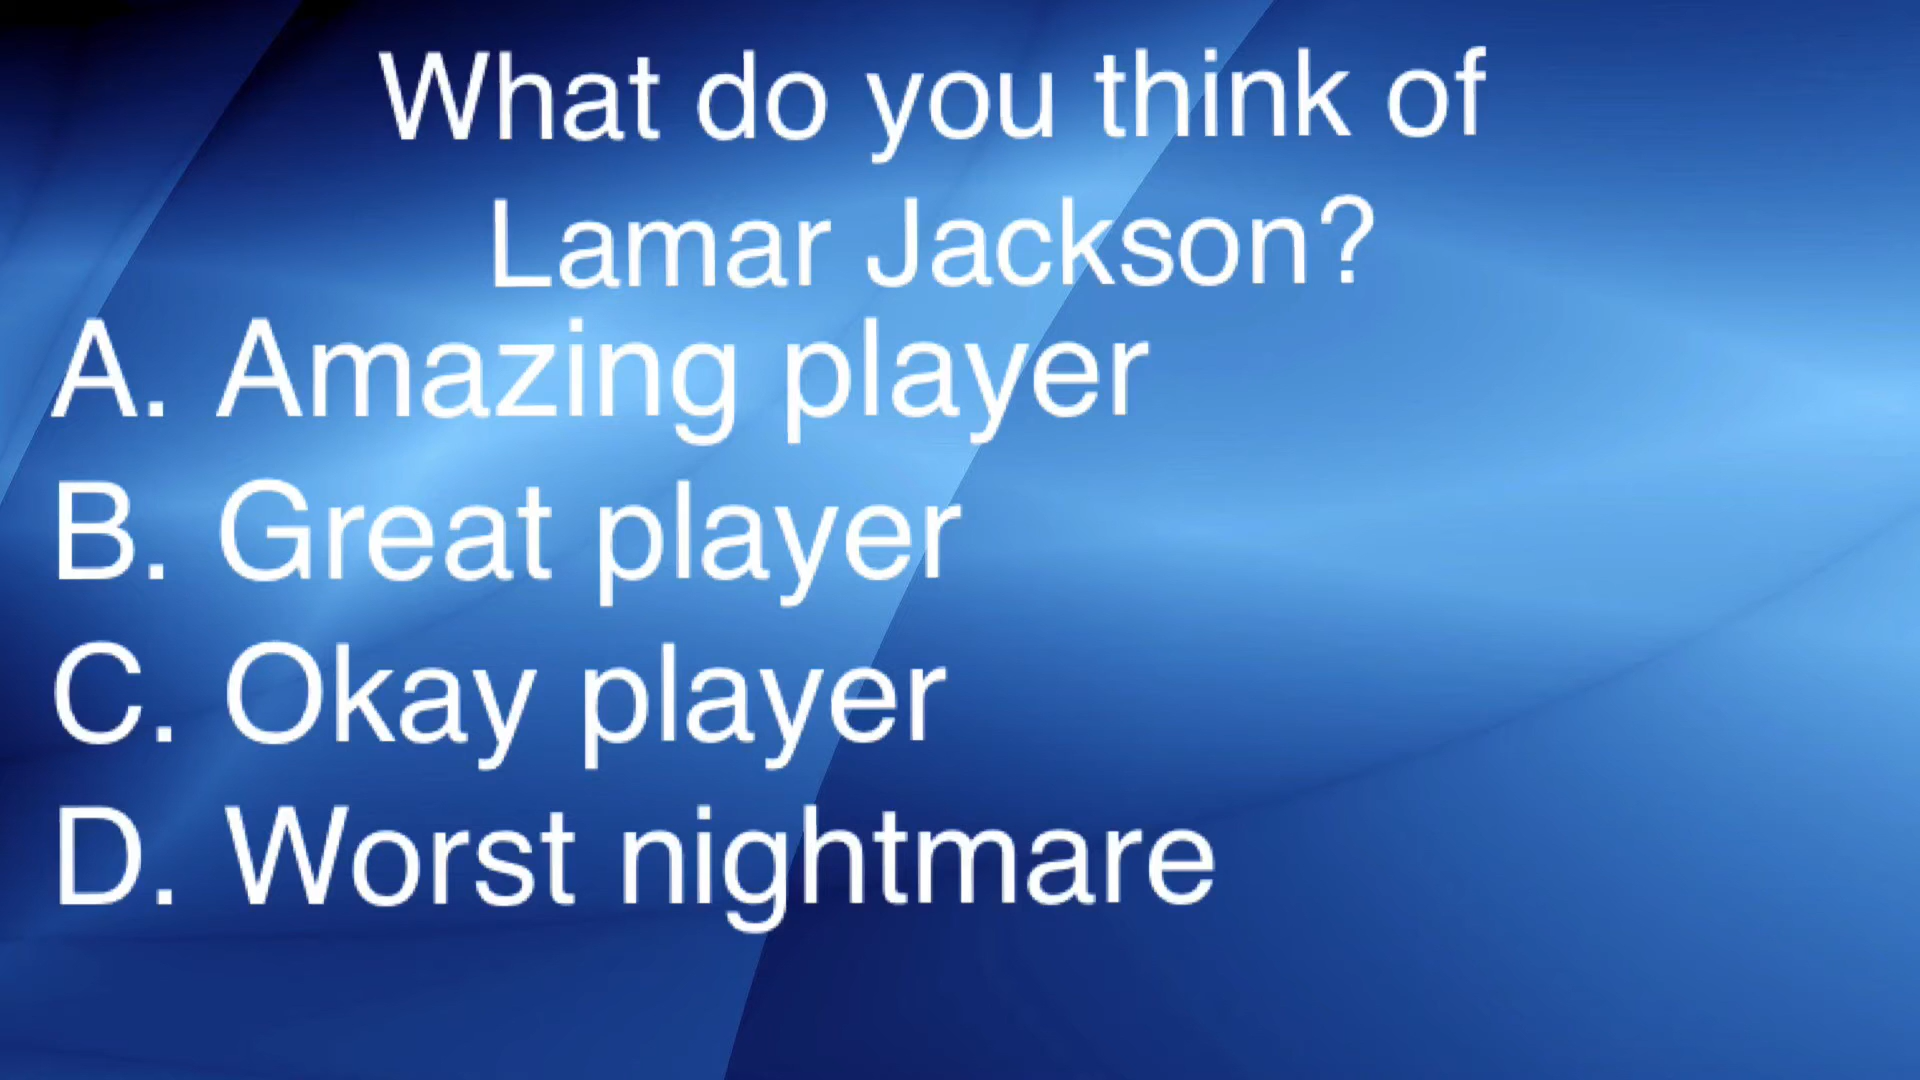 What do you think of
Lamar Jackson?
A. Amazing player
B. Great player
C. Okay player
D. Worst nightmare